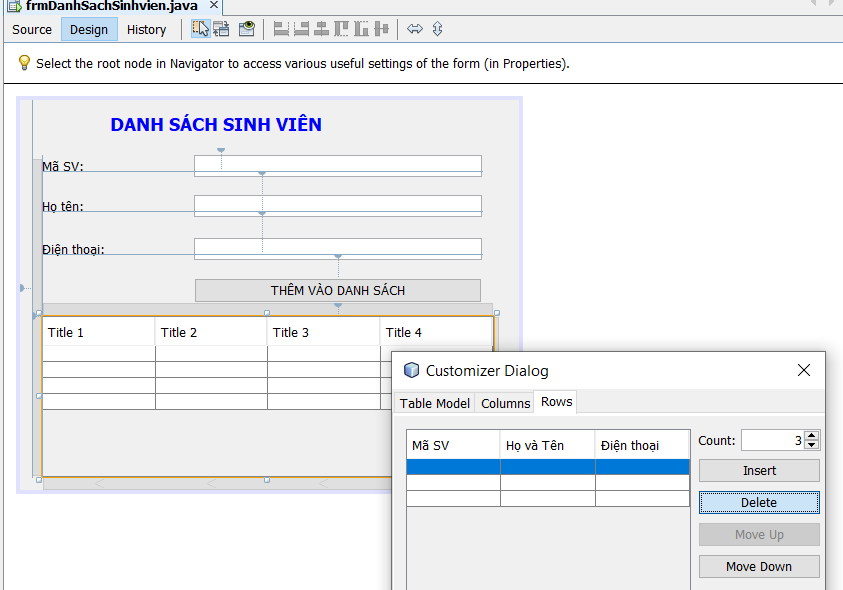 frmDanhSachSinhvien.java
Source Design History
Select the root node in Navigator to access various useful settings of the form (in Properties).
DANH SÁCH SINH VIÊN
Mã SV:
Họ tên:
Điện thoại:
THÊM VÀO DANH SÁCH
Title 1 Title 2 Title 3 Title 4
Customizer Dialog
Table Model Columns Rows
Mã SV Họ và Tên Điện thoại
Count: 3
Insert
Delete
Move Up
Move Down